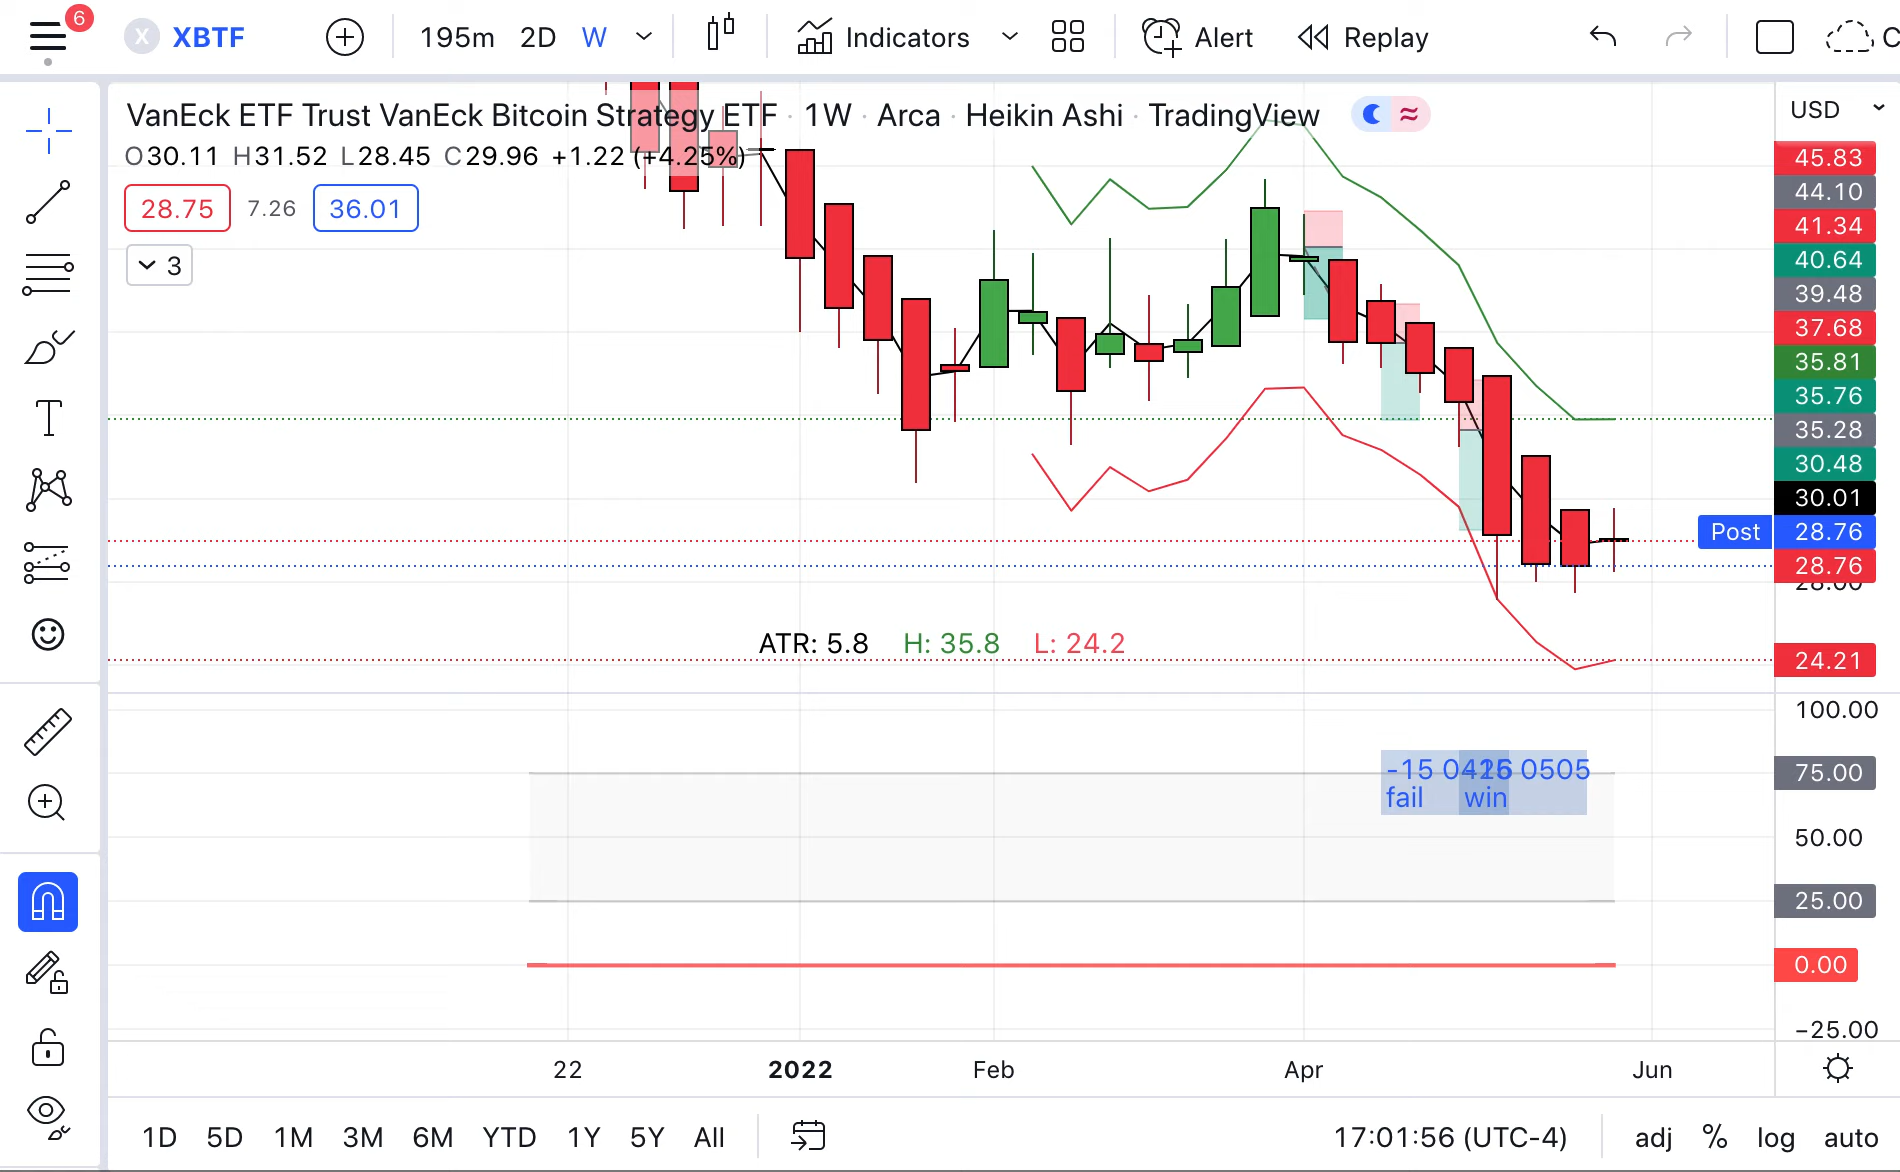 6
X XBTF 195m 2D W Indicators Alert Replay C
VanEck ETF Trust VanEck Bitcoin Strategy ETF · 1W · Arca · Heikin Ashi · TradingView
O30.11 H31.52 L28.45 C29.96 +1.22 (+4.25%)
28.75 7.26 36.01
3
USD
45.83
44.10
41.34
40.64
39.48
37.68
35.81
35.76
35.28
30.48
30.01
Post 28.76
28.76
28.00
ATR: 5.8 H: 35.8 L: 24.2
24.21
100.00
75.00
50.00
25.00
0.00
−25.00
-15 0426
fail
0505
win
22 2022 Feb Apr Jun
1D 5D 1M 3M 6M YTD 1Y 5Y All 17:01:56 (UTC-4) adj % log auto